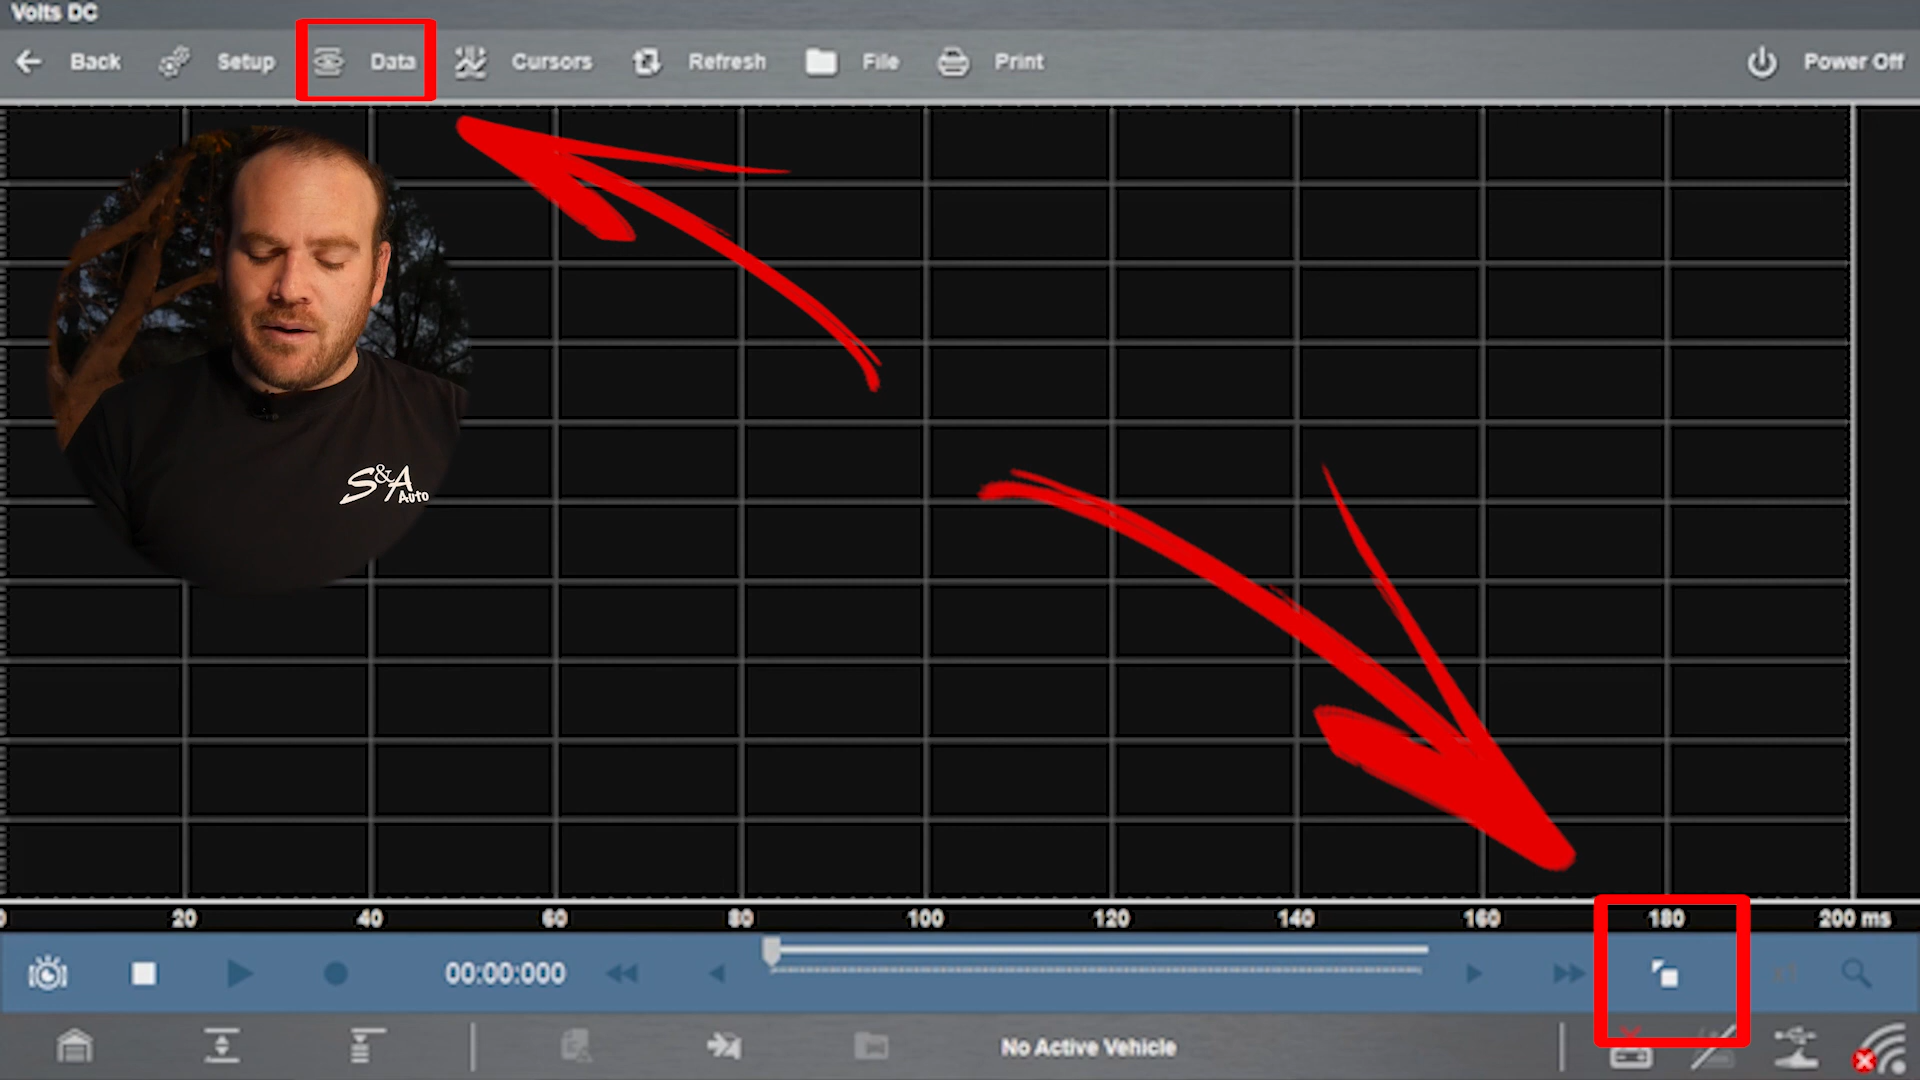 Volts DC
Back Setup Data Cursors Refresh File Print Power Off
S&A
Auto
20 40 60 80 100 120 140 160 180 200 ms
00:00:000
No Active Vehicle